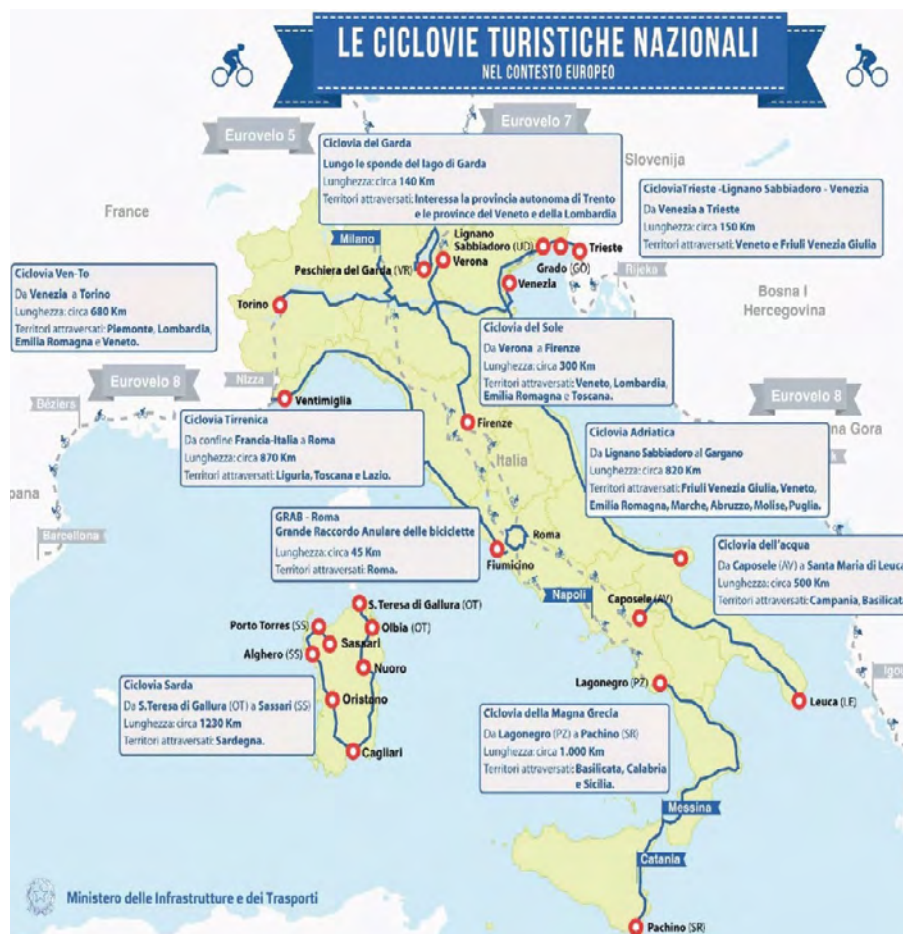 LE CICLOVIE TURISTICHE NAZIONALI
NEL CONTESTO EUROPEO
Eurovelo 5
Eurovelo 7
Slovenija
France
Ciclovia del Garda
Lungo le sponde del lago di Garda
Lunghezza: circa 140 Km
Territori attraversati: Interessa la provincia autonoma di Trento
e le province del Veneto e della Lombardia
CicloviaTrieste -Lignano Sabbiadoro - Venezia
Da Venezia a Trieste
Lunghezza: circa 150 Km
Territori attraversati: Veneto e Friuli Venezia Giulia
Milano
Lignano
Sabbiadoro (UD)
Trieste
Peschiera del Garda (VR)
Verona
Grado (GO)
Venezia
Rijeka
Bosna I
Hercegovina
Ciclovia Ven-To
Da Venezia a Torino
Lunghezza: circa 680 Km
Territori attraversati: Piemonte, Lombardia,
Emilia Romagna e Veneto.
Torino
Ciclovia del Sole
Da Verona a Firenze
Lunghezza: circa 300 Km
Territori attraversati: Veneto, Lombardia,
Emilia Romagna e Toscana.
Eurovelo 8
Nizza
Béziers
Ventimiglia
Eurovelo 8
na Gora
Ciclovia Tirrenica
Da confine Francia-Italia a Roma
Lunghezza: circa 870 Km
Territori attraversati: Liguria, Toscana e Lazio.
Firenze
Italia
Ciclovia Adriatica
Da Lignano Sabbiadoro al Gargano
Lunghezza: circa 820 Km
Territori attraversati: Friuli Venezia Giulia, Veneto,
Emilia Romagna, Marche, Abruzzo, Molise, Puglia.
pana
Barcellona
GRAB - Roma
Grande Raccordo Anulare delle biciclette
Lunghezza: circa 45 Km
Territori attraversati: Roma.
Roma
Fiumicino
Ciclovia dell'acqua
Da Caposele (AV) a Santa Maria di Leuca
Lunghezza: circa 500 Km
Territori attraversati: Campania, Basilicata
Napoli
Caposele (AV)
S.Teresa di Gallura (OT)
Porto Torres (SS)
Olbia (OT)
Sassari
Alghero (SS)
Nuoro
Lagonegro (PZ)
Leuca (LE)
Ciclovia Sarda
Da S.Teresa di Gallura (OT) a Sassari (SS)
Lunghezza: circa 1230 Km
Territori attraversati: Sardegna.
Oristano
Cagliari
Ciclovia della Magna Grecia
Da Lagonegro (PZ) a Pachino (SR)
Lunghezza: circa 1.000 Km
Territori attraversati: Basilicata, Calabria
e Sicilia.
Messina
Catania
Pachino (SR)
Ministero delle Infrastrutture e dei Trasporti